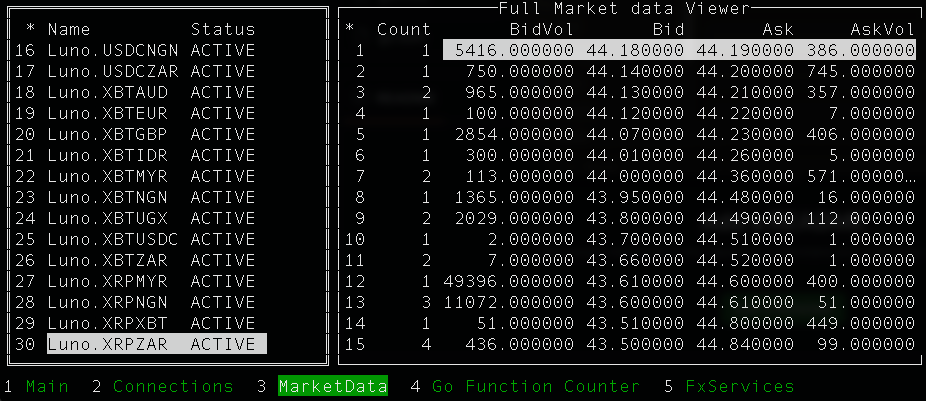 Full Market data Viewer
* Name Status * Count BidVol Bid Ask AskVol
16 Luno.USDCNGN ACTIVE 1 1 5416.000000 44.180000 44.190000 386.000000
17 Luno.USDCZAR ACTIVE 2 1 750.000000 44.140000 44.200000 745.000000
18 Luno.XBTAUD ACTIVE 3 2 965.000000 44.130000 44.210000 357.000000
19 Luno.XBTEUR ACTIVE 4 1 100.000000 44.120000 44.220000 7.000000
20 Luno.XBTGBP ACTIVE 5 1 2854.000000 44.070000 44.230000 406.000000
21 Luno.XBTIDR ACTIVE 6 1 300.000000 44.010000 44.260000 5.000000
22 Luno.XBTMYR ACTIVE 7 2 113.000000 44.000000 44.360000 571.00000…
23 Luno.XBTNGN ACTIVE 8 1 1365.000000 43.950000 44.480000 16.000000
24 Luno.XBTUGX ACTIVE 9 2 2029.000000 43.800000 44.490000 112.000000
25 Luno.XBTUSDC ACTIVE 10 1 2.000000 43.700000 44.510000 1.000000
26 Luno.XBTZAR ACTIVE 11 2 7.000000 43.660000 44.520000 1.000000
27 Luno.XRPMYR ACTIVE 12 1 49396.000000 43.610000 44.600000 400.000000
28 Luno.XRPNGN ACTIVE 13 3 11072.000000 43.600000 44.610000 51.000000
29 Luno.XRPXBT ACTIVE 14 1 51.000000 43.510000 44.800000 449.000000
30 Luno.XRPZAR ACTIVE 15 4 436.000000 43.500000 44.840000 99.000000
1 Main 2 Connections 3 MarketData 4 Go Function Counter 5 FxServices